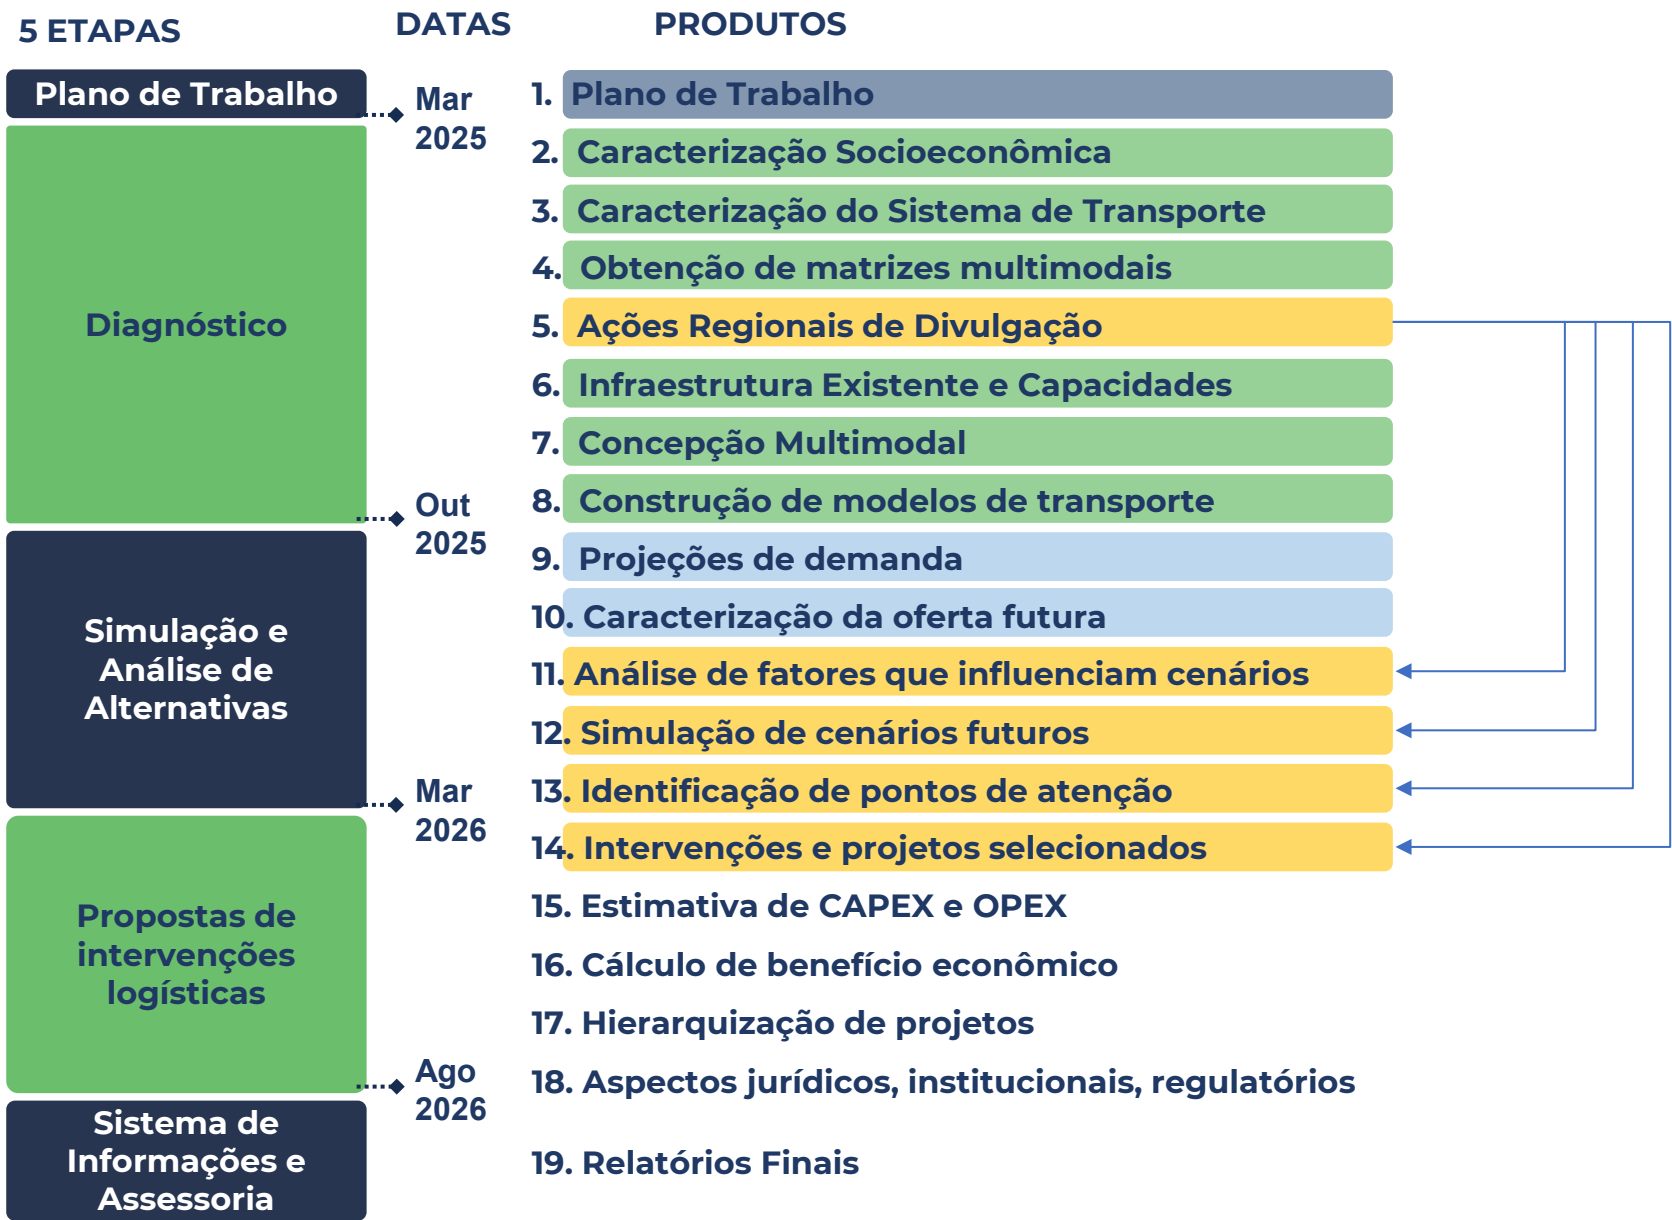 5 ETAPAS
DATAS
PRODUTOS
Plano de Trabalho
Diagnóstico
Simulação e
Análise de
Alternativas
Propostas de
intervenções
logísticas
Sistema de
Informações e
Assessoria
Mar
2025
Out
2025
Mar
2026
Ago
2026
1. Plano de Trabalho
2. Caracterização Socioeconômica
3. Caracterização do Sistema de Transporte
4. Obtenção de matrizes multimodais
5. Ações Regionais de Divulgação
6. Infraestrutura Existente e Capacidades
7. Concepção Multimodal
8. Construção de modelos de transporte
9. Projeções de demanda
10. Caracterização da oferta futura
11. Análise de fatores que influenciam cenários
12. Simulação de cenários futuros
13. Identificação de pontos de atenção
14. Intervenções e projetos selecionados
15. Estimativa de CAPEX e OPEX
16. Cálculo de benefício econômico
17. Hierarquização de projetos
18. Aspectos jurídicos, institucionais, regulatórios
19. Relatórios Finais